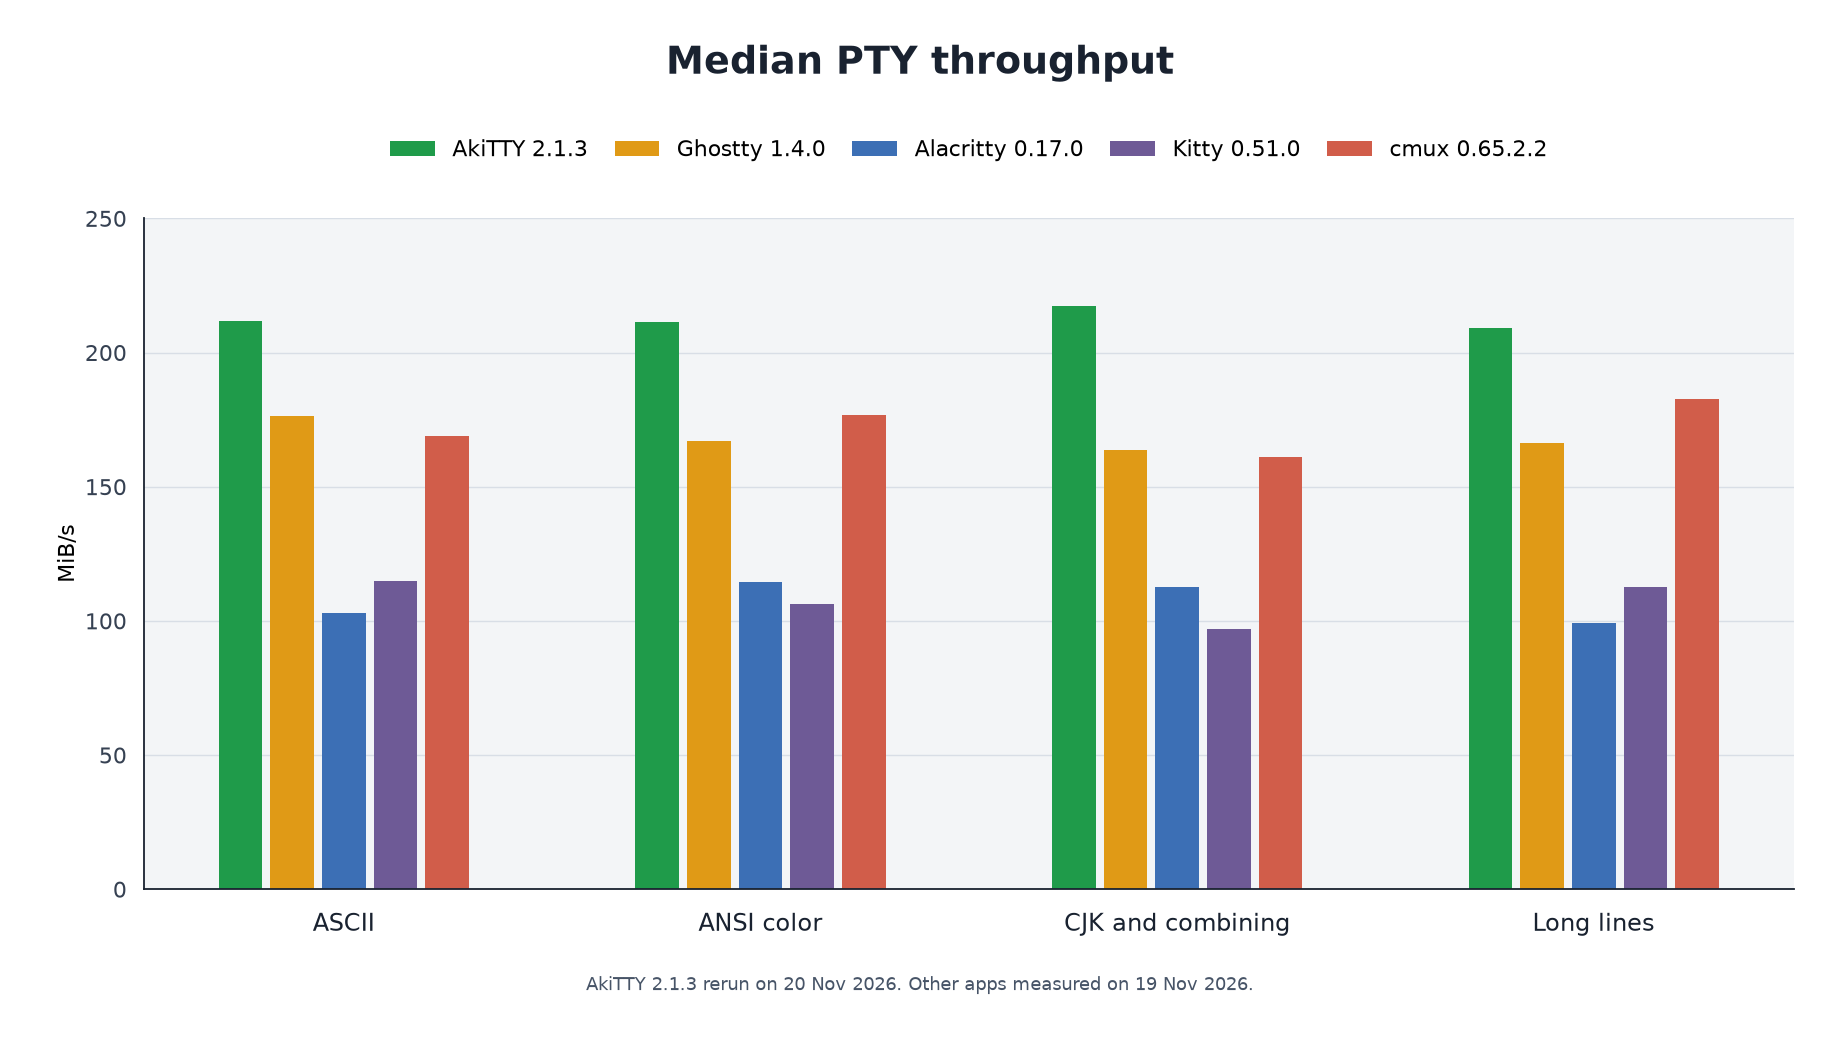 Median PTY throughput
AkiTTY 2.1.3 Ghostty 1.4.0 Alacritty 0.17.0 Kitty 0.51.0 cmux 0.65.2.2
MiB/s
250
200
150
100
50
0
ASCII ANSI color CJK and combining Long lines
AkiTTY 2.1.3 rerun on 20 Nov 2026. Other apps measured on 19 Nov 2026.